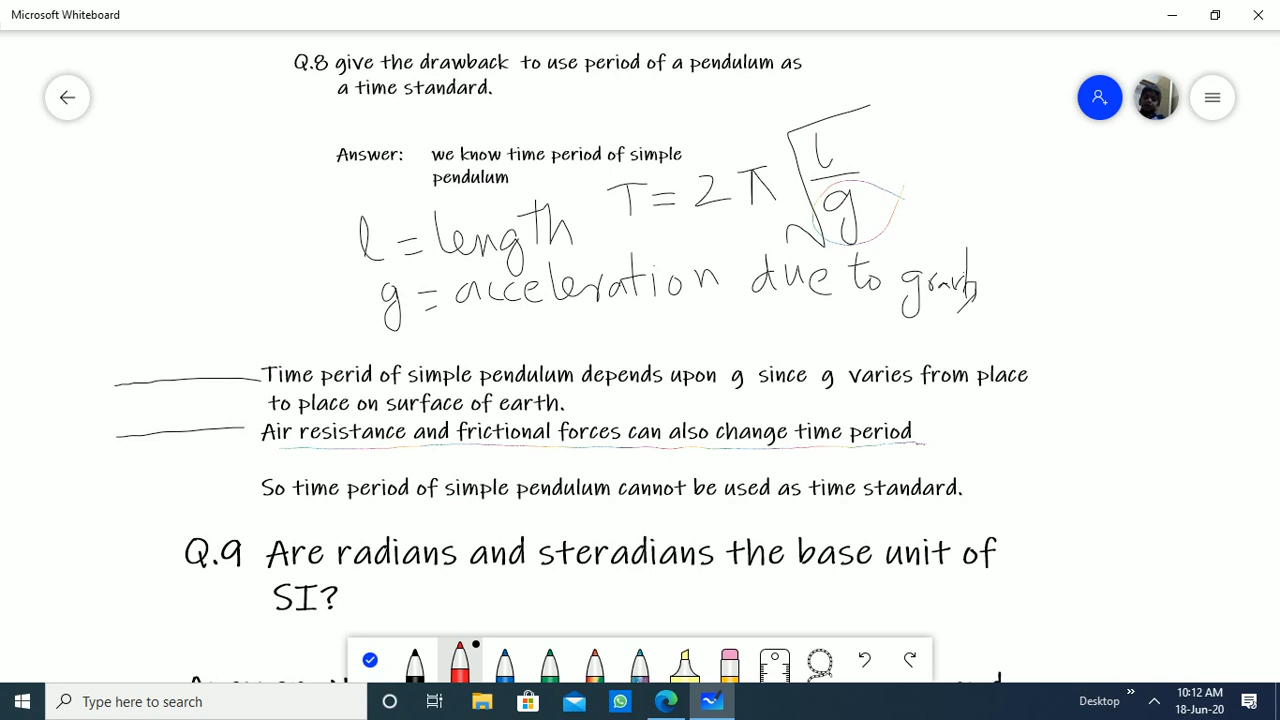 Microsoft Whiteboard
Q.8 give the drawback to use period of a pendulum as
a time standard.
Answer: we know time period of simple
pendulum
T = 2 π √ l / g
l = length
g = acceleration due to gravity
Time perid of simple pendulum depends upon g since g varies from place
to place on surface of earth.
Air resistance and frictional forces can also change time period
So time period of simple pendulum cannot be used as time standard.
Q.9 Are radians and steradians the base unit of
SI?
Type here to search
Desktop
10:12 AM
18-Jun-20